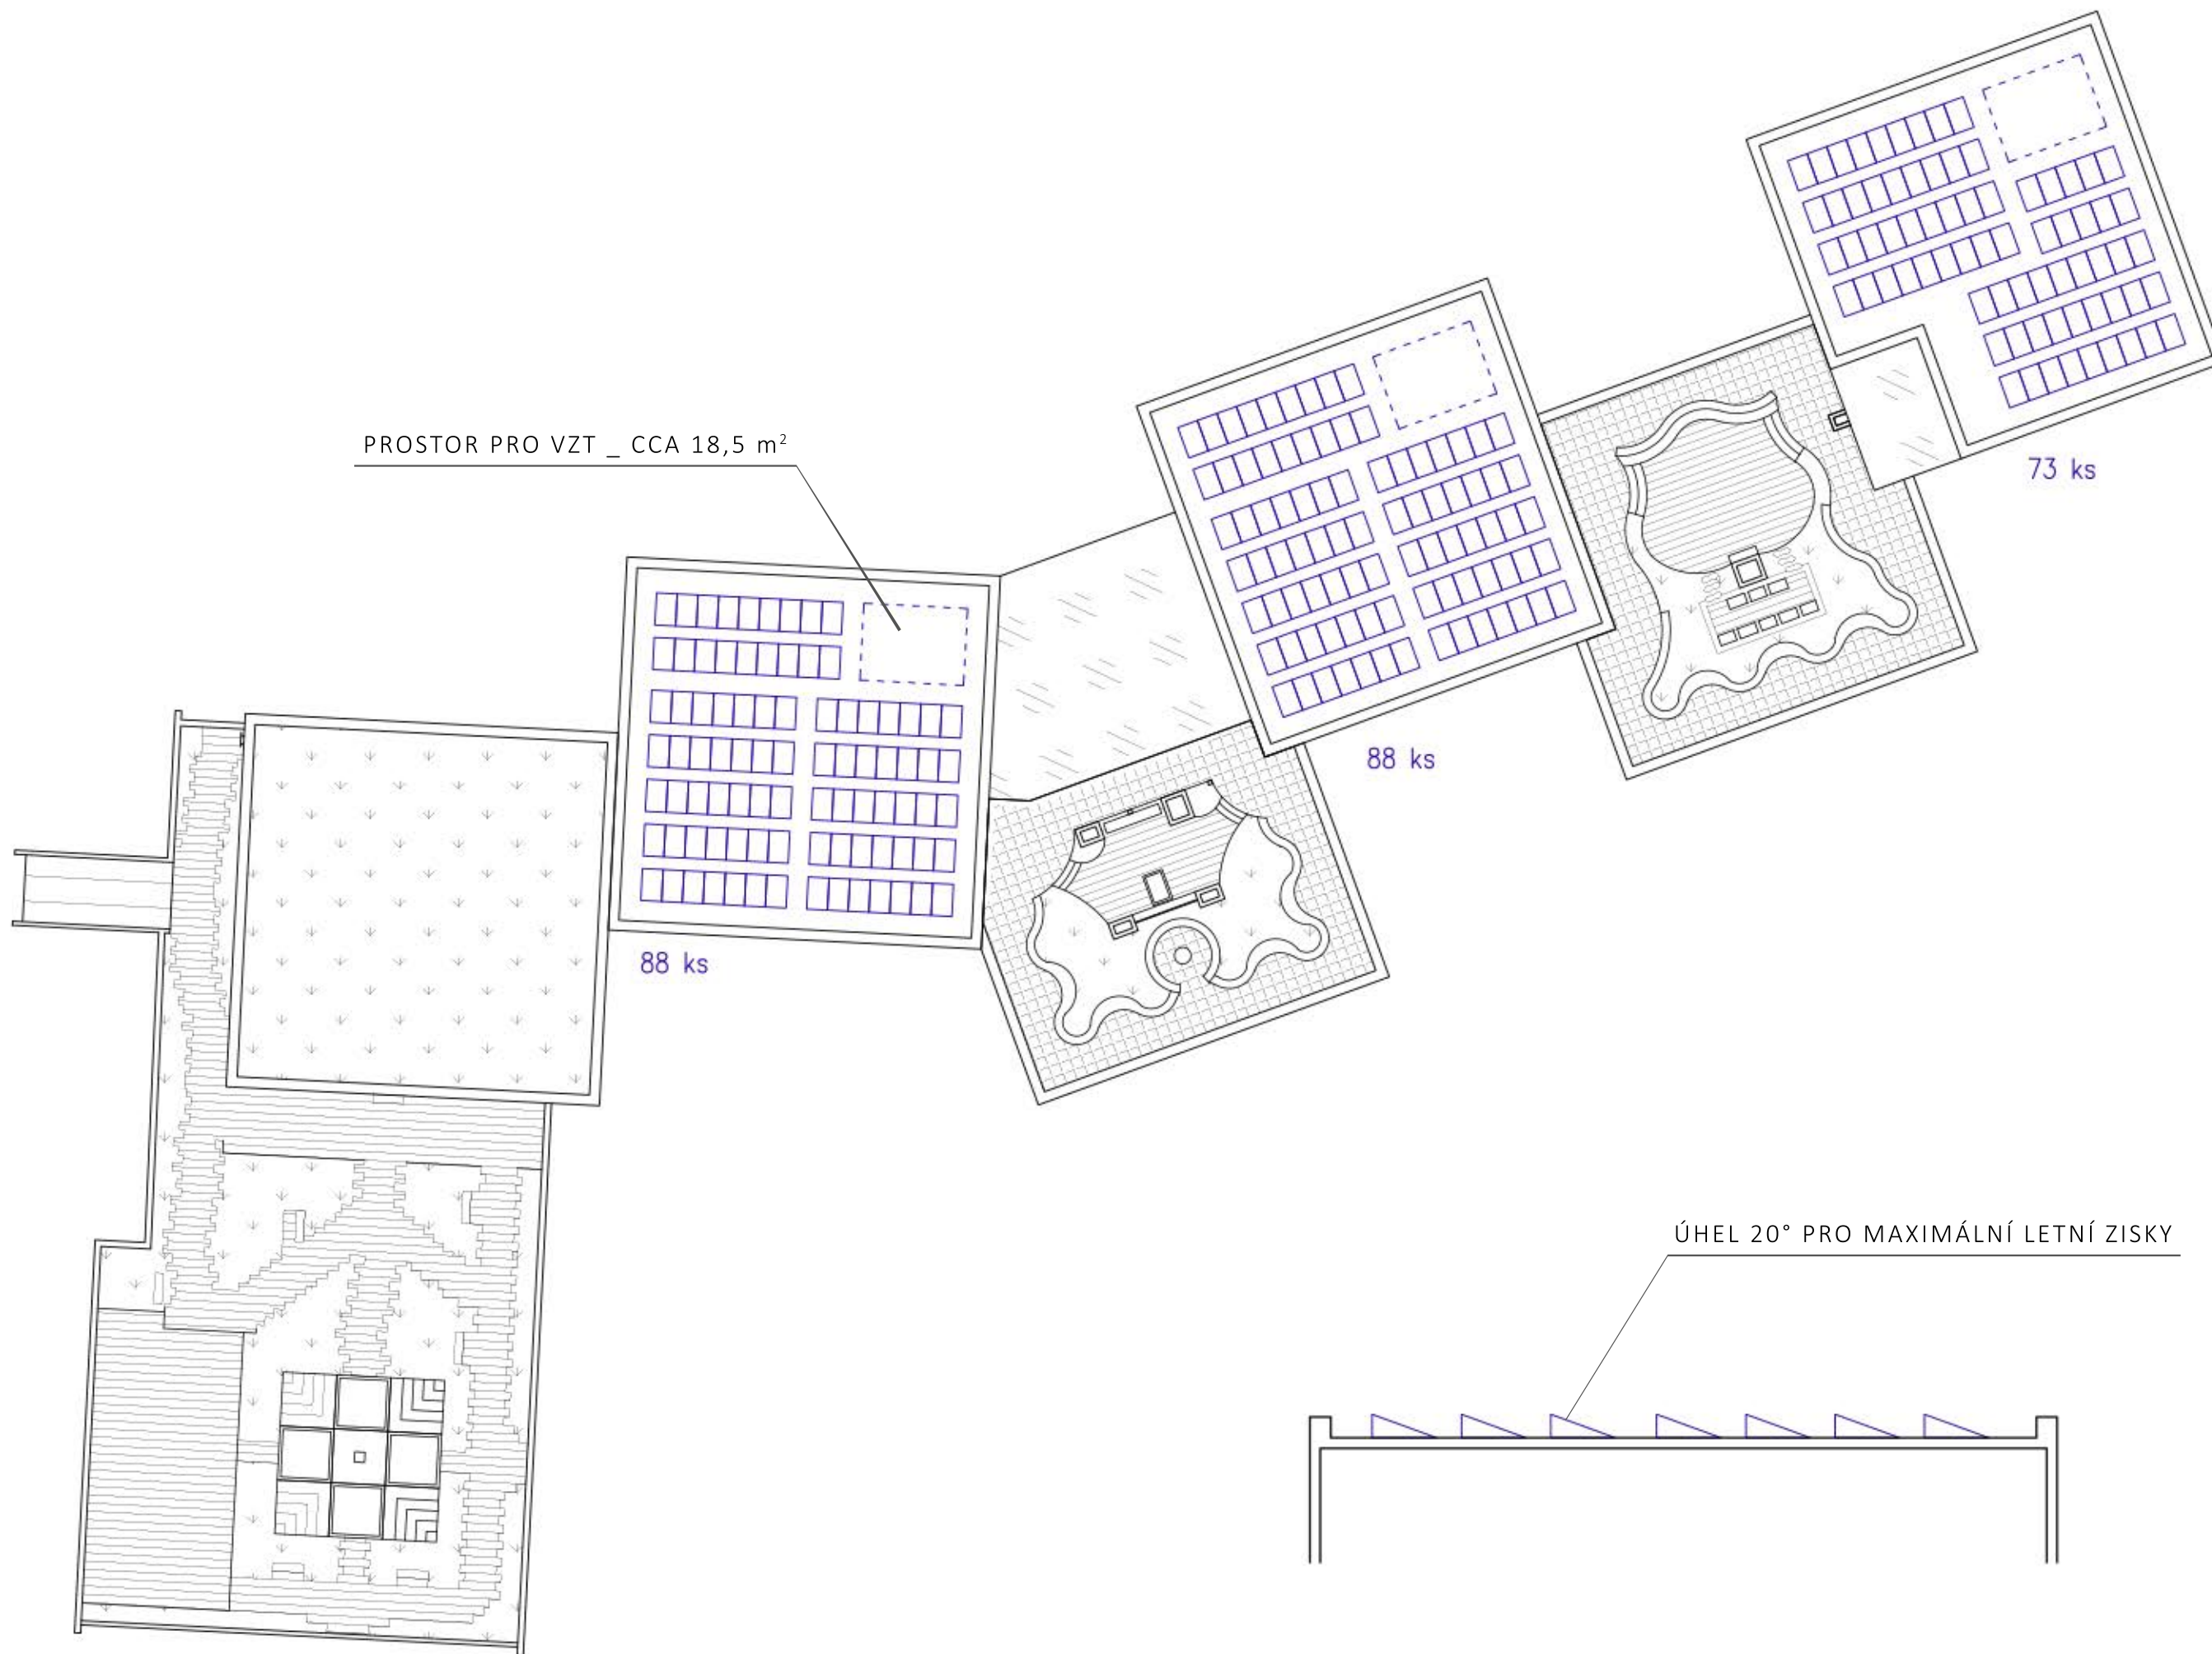 PROSTOR PRO VZT _ CCA 18,5 m²
73 ks
88 ks
88 ks
ÚHEL 20° PRO MAXIMÁLNÍ LETNÍ ZISKY